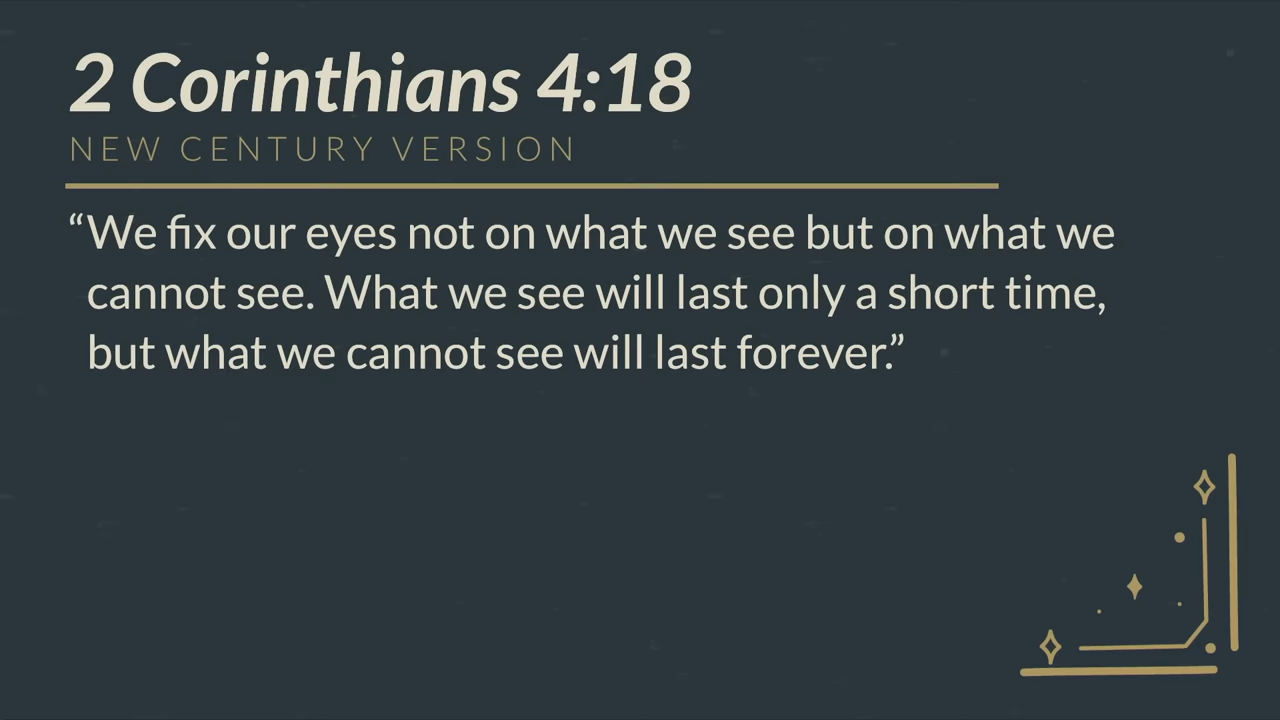 2 Corinthians 4:18
NEW CENTURY VERSION
“We fix our eyes not on what we see but on what we
cannot see. What we see will last only a short time,
but what we cannot see will last forever.”